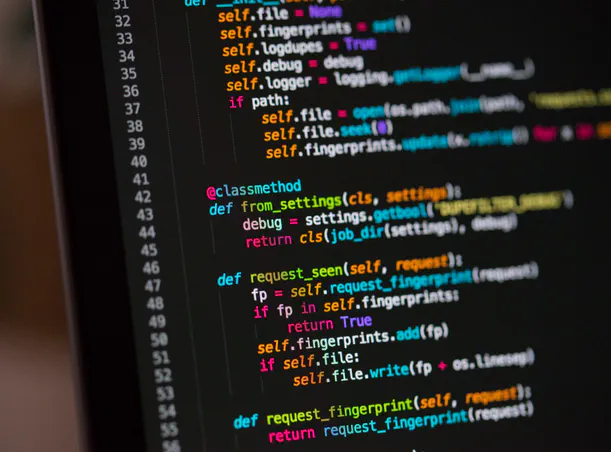 31 def __init__(self,
32 self.file = None
33 self.fingerprints = set()
34 self.logdupes = True
35 self.debug = debug
36 self.logger = logging.getLogger(__name__)
37 if path:
38 self.file = open(os.path.join(path, 'requests.
39 self.file.seek(0)
40 self.fingerprints.update(x.rstrip() for x in
41
42 @classmethod
43 def from_settings(cls, settings):
44 debug = settings.getbool('DUPEFILTER_DEBUG')
45 return cls(job_dir(settings), debug)
46
47 def request_seen(self, request):
48 fp = self.request_fingerprint(request)
49 if fp in self.fingerprints:
50 return True
51 self.fingerprints.add(fp)
52 if self.file:
53 self.file.write(fp + os.linesep)
54
55 def request_fingerprint(self, request):
56 return request_fingerprint(request)